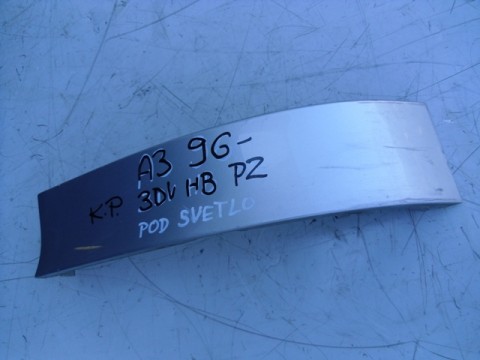 A3 96-
K.P. 3DV HB PZ
POD SVETLO